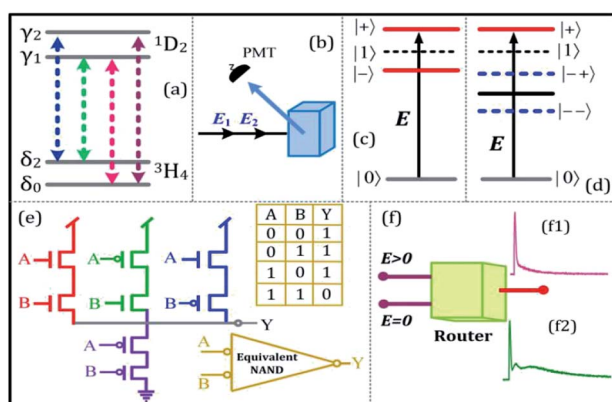 γ2
γ1
¹D₂
(a)
δ2
δ0
³H₄
(b)
PMT
E1 E2
|+⟩
|1⟩
|−⟩
E
(c)
|0⟩
|+⟩
|1⟩
|−+⟩
|−−⟩
E
|0⟩
(d)
(e)
A
B
A
B
A
B
Y
A
B
A B Y
0 0 1
0 1 1
1 0 1
1 1 0
A
B
Equivalent
NAND
Y
(f)
(f1)
E>0
E=0
Router
(f2)